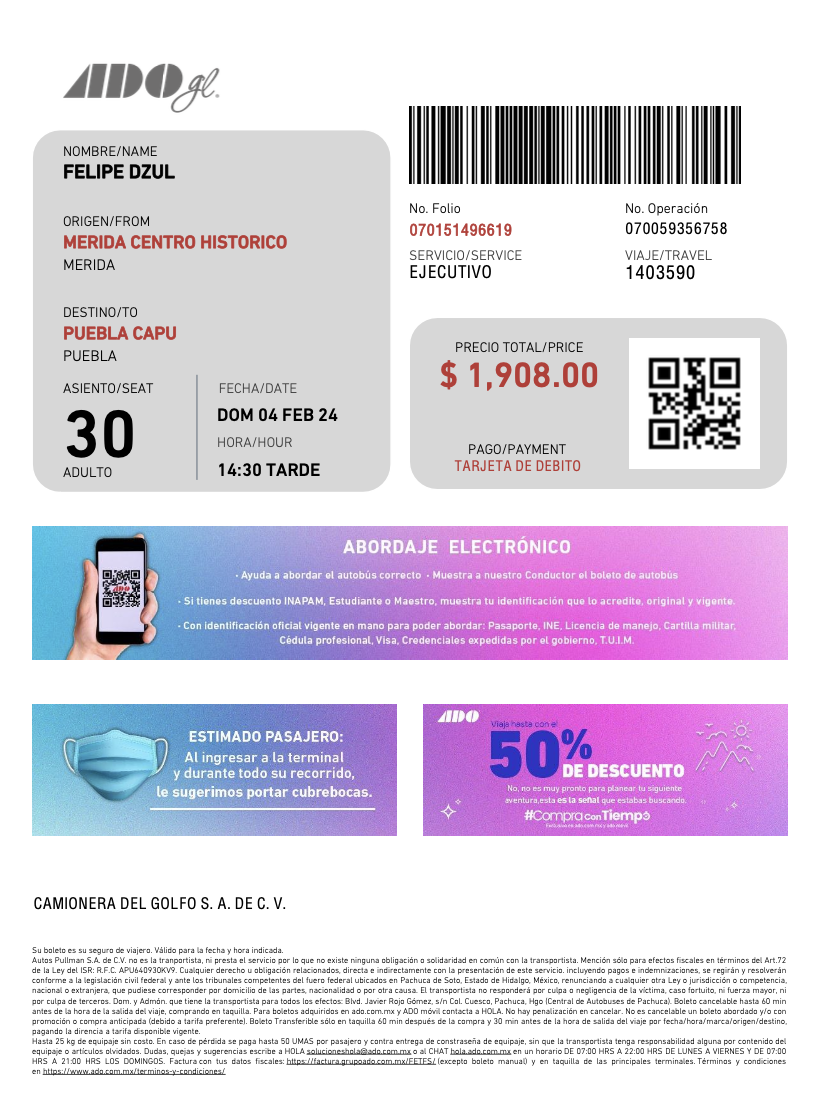 ADO gl.
NOMBRE/NAME
FELIPE DZUL
ORIGEN/FROM
MERIDA CENTRO HISTORICO
MERIDA
DESTINO/TO
PUEBLA CAPU
PUEBLA
ASIENTO/SEAT
30
ADULTO
FECHA/DATE
DOM 04 FEB 24
HORA/HOUR
14:30 TARDE
No. Folio
070151496619
No. Operación
070059356758
SERVICIO/SERVICE
EJECUTIVO
VIAJE/TRAVEL
1403590
PRECIO TOTAL/PRICE
$ 1,908.00
PAGO/PAYMENT
TARJETA DE DEBITO
ADO
ABORDAJE ELECTRÓNICO
· Ayuda a abordar el autobús correcto · Muestra a nuestro Conductor el boleto de autobús
· Si tienes descuento INAPAM, Estudiante o Maestro, muestra tu identificación que lo acredite, original y vigente.
· Con identificación oficial vigente en mano para poder abordar: Pasaporte, INE, Licencia de manejo, Cartilla militar,
Cédula profesional, Visa, Credenciales expedidas por el gobierno, T.U.I.M.
ESTIMADO PASAJERO:
Al ingresar a la terminal
y durante todo su recorrido,
le sugerimos portar cubrebocas.
ADO
Viaja hasta con el
50%
DE DESCUENTO
No, no es muy pronto para planear tu siguiente
aventura,esta es la señal que estabas buscando.
#Compra con Tiempo
CAMIONERA DEL GOLFO S. A. DE C. V.
Su boleto es su seguro de viajero. Válido para la fecha y hora indicada.
Autos Pullman S.A. de C.V. no es la tranportista, ni presta el servicio por lo que no existe ninguna obligación o solidaridad en común con la transportista. Mención sólo para efectos fiscales en términos del Art.72
de la Ley del ISR: R.F.C. APU640930KV9. Cualquier derecho u obligación relacionados, directa e indirectamente con la presentación de este servicio. incluyendo pagos e indemnizaciones, se regirán y resolverán
conforme a la legislación civil federal y ante los tribunales competentes del fuero federal ubicados en Pachuca de Soto, Estado de Hidalgo, México, renunciando a cualquier otra Ley o jurisdicción o competencia,
nacional o extranjera, que pudiese corresponder por domicilio de las partes, nacionalidad o por otra causa. El transportista no responderá por culpa o negligencia de la víctima, caso fortuito, ni fuerza mayor, ni
por culpa de terceros. Dom. y Admón. que tiene la transportista para todos los efectos: Blvd. Javier Rojo Gómez, s/n Col. Cuesco, Pachuca, Hgo (Central de Autobuses de Pachuca). Boleto cancelable hasta 60 min
antes de la hora de la salida del viaje, comprando en taquilla. Para boletos adquiridos en ado.com.mx y ADO móvil contacta a HOLA. No hay penalización en cancelar. No es cancelable un boleto abordado y/o con
promoción o compra anticipada (debido a tarifa preferente). Boleto Transferible sólo en taquilla 60 min después de la compra y 30 min antes de la hora de salida del viaje por fecha/hora/marca/origen/destino,
pagando la direncia a tarifa disponible vigente.
Hasta 25 kg de equipaje sin costo. En caso de pérdida se paga hasta 50 UMAS por pasajero y contra entrega de constraseña de equipaje, sin que la transportista tenga responsabilidad alguna por contenido del
equipaje o artículos olvidados. Dudas, quejas y sugerencias escribe a HOLA solucioneshola@ado.com.mx o al CHAT hola.ado.com.mx en un horario DE 07:00 HRS A 22:00 HRS DE LUNES A VIERNES Y DE 07:00
HRS A 21:00 HRS LOS DOMINGOS. Factura con tus datos fiscales: https://factura.grupoado.com.mx/FETFS/ (excepto boleto manual) y en taquilla de las principales terminales. Términos y condiciones
en https://www.ado.com.mx/terminos-y-condiciones/